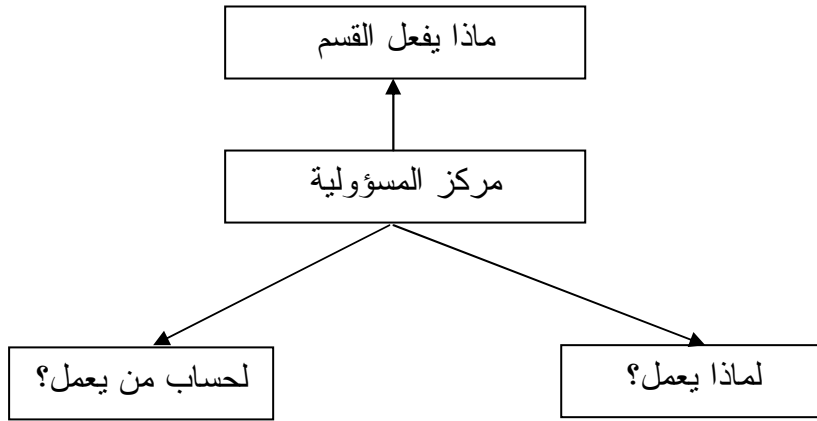 ماذا يفعل القسم
مركز المسؤولية
لماذا يعمل؟
لحساب من يعمل؟